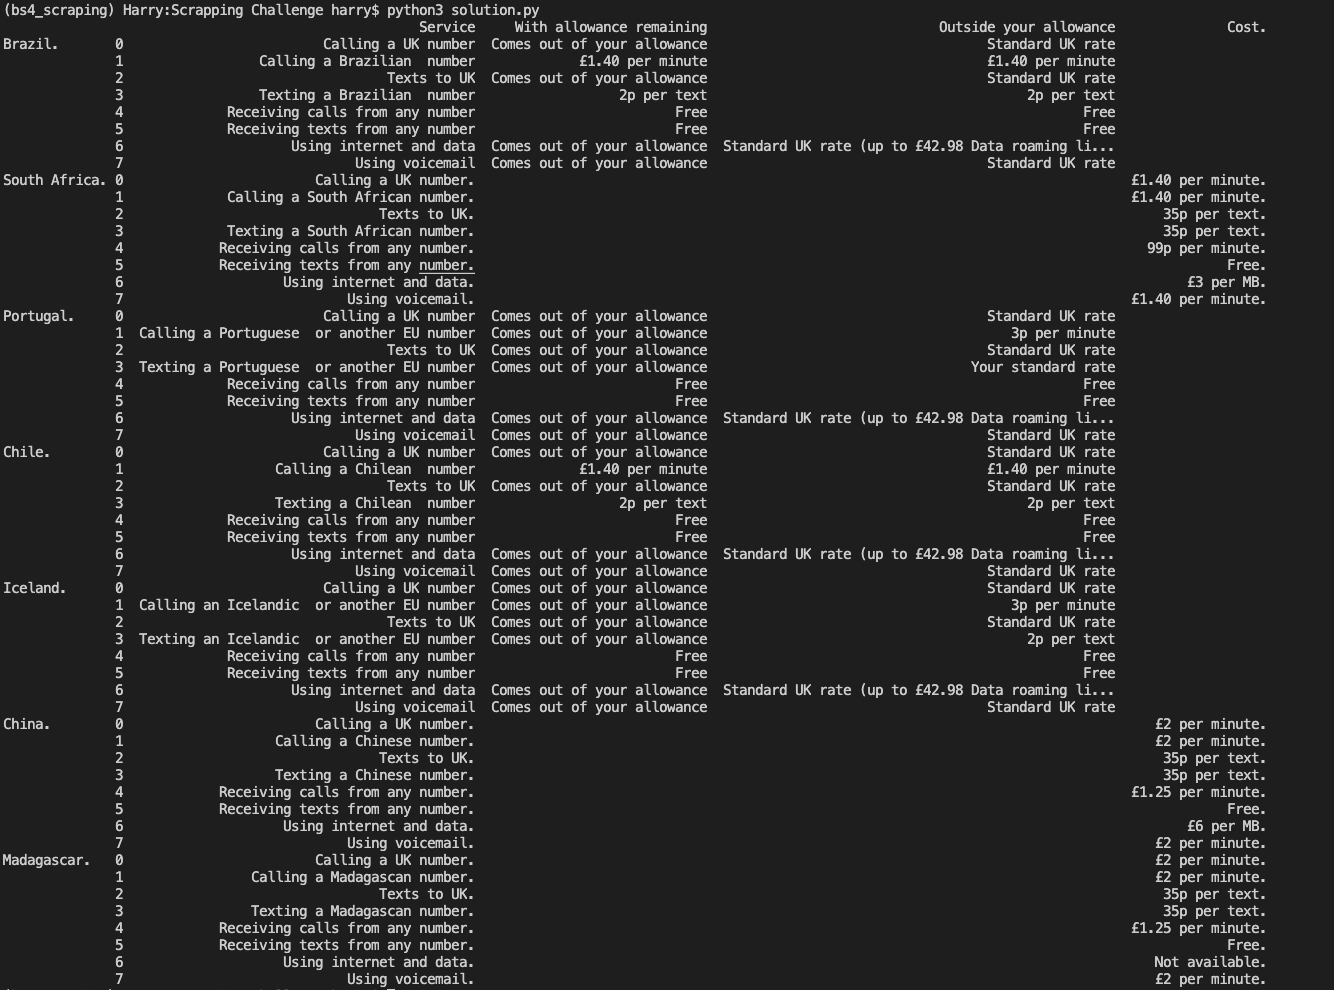 (bs4_scraping) Harry:Scrapping Challenge harry$ python3 solution.py
Service With allowance remaining Outside your allowance Cost.
Brazil. 0 Calling a UK number Comes out of your allowance Standard UK rate
1 Calling a Brazilian  number £1.40 per minute £1.40 per minute
2 Texts to UK Comes out of your allowance Standard UK rate
3 Texting a Brazilian  number 2p per text 2p per text
4 Receiving calls from any number Free Free
5 Receiving texts from any number Free Free
6 Using internet and data Comes out of your allowance Standard UK rate (up to £42.98 Data roaming li...
7 Using voicemail Comes out of your allowance Standard UK rate
South Africa. 0 Calling a UK number. £1.40 per minute.
1 Calling a South African number. £1.40 per minute.
2 Texts to UK. 35p per text.
3 Texting a South African number. 35p per text.
4 Receiving calls from any number. 99p per minute.
5 Receiving texts from any number. Free.
6 Using internet and data. £3 per MB.
7 Using voicemail. £1.40 per minute.
Portugal. 0 Calling a UK number Comes out of your allowance Standard UK rate
1 Calling a Portuguese  or another EU number Comes out of your allowance 3p per minute
2 Texts to UK Comes out of your allowance Standard UK rate
3 Texting a Portuguese  or another EU number Comes out of your allowance Your standard rate
4 Receiving calls from any number Free Free
5 Receiving texts from any number Free Free
6 Using internet and data Comes out of your allowance Standard UK rate (up to £42.98 Data roaming li...
7 Using voicemail Comes out of your allowance Standard UK rate
Chile. 0 Calling a UK number Comes out of your allowance Standard UK rate
1 Calling a Chilean  number £1.40 per minute £1.40 per minute
2 Texts to UK Comes out of your allowance Standard UK rate
3 Texting a Chilean  number 2p per text 2p per text
4 Receiving calls from any number Free Free
5 Receiving texts from any number Free Free
6 Using internet and data Comes out of your allowance Standard UK rate (up to £42.98 Data roaming li...
7 Using voicemail Comes out of your allowance Standard UK rate
Iceland. 0 Calling a UK number Comes out of your allowance Standard UK rate
1 Calling an Icelandic  or another EU number Comes out of your allowance 3p per minute
2 Texts to UK Comes out of your allowance Standard UK rate
3 Texting an Icelandic  or another EU number Comes out of your allowance 2p per text
4 Receiving calls from any number Free Free
5 Receiving texts from any number Free Free
6 Using internet and data Comes out of your allowance Standard UK rate (up to £42.98 Data roaming li...
7 Using voicemail Comes out of your allowance Standard UK rate
China. 0 Calling a UK number. £2 per minute.
1 Calling a Chinese number. £2 per minute.
2 Texts to UK. 35p per text.
3 Texting a Chinese number. 35p per text.
4 Receiving calls from any number. £1.25 per minute.
5 Receiving texts from any number. Free.
6 Using internet and data. £6 per MB.
7 Using voicemail. £2 per minute.
Madagascar. 0 Calling a UK number. £2 per minute.
1 Calling a Madagascan number. £2 per minute.
2 Texts to UK. 35p per text.
3 Texting a Madagascan number. 35p per text.
4 Receiving calls from any number. £1.25 per minute.
5 Receiving texts from any number. Free.
6 Using internet and data. Not available.
7 Using voicemail. £2 per minute.